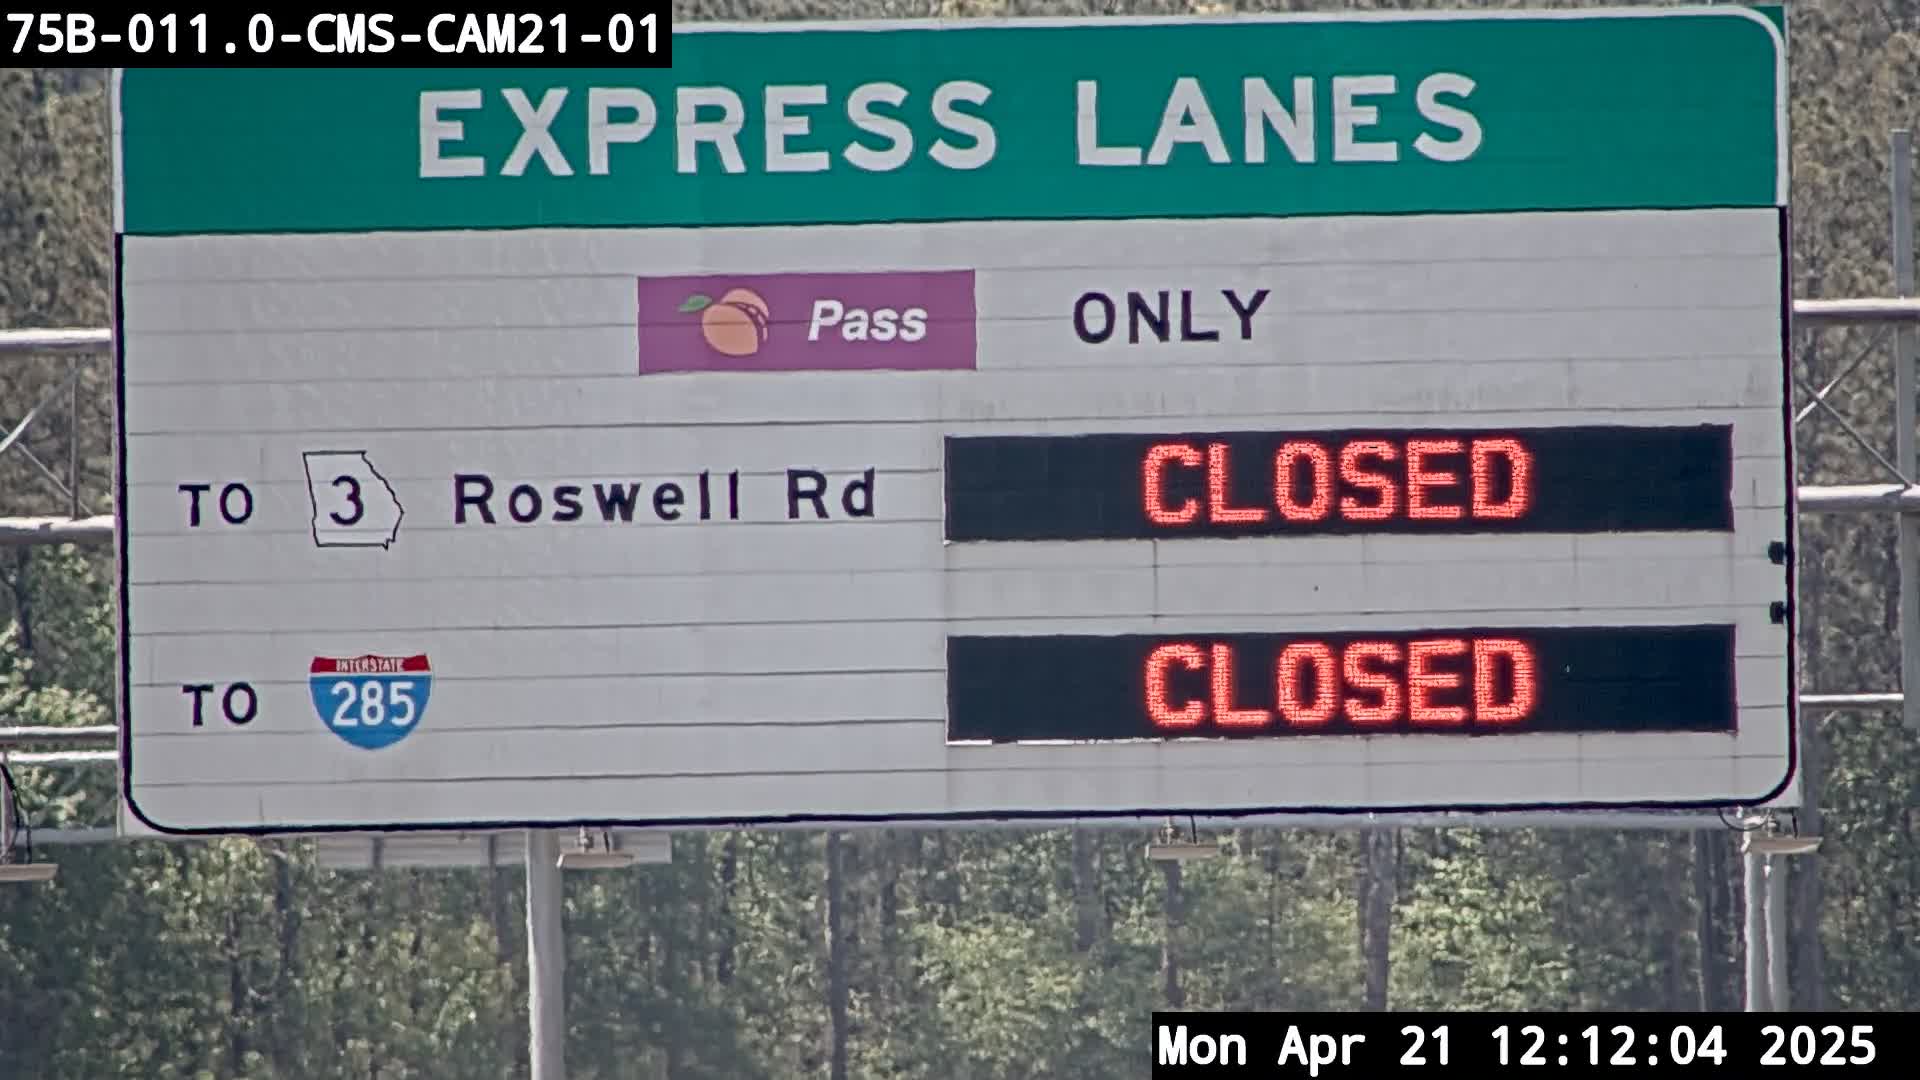 75B-011.0-CMS-CAM21-01
EXPRESS LANES
Pass ONLY
TO 3 Roswell Rd CLOSED
INTERSTATE
TO 285 CLOSED
Mon Apr 21 12:12:04 2025